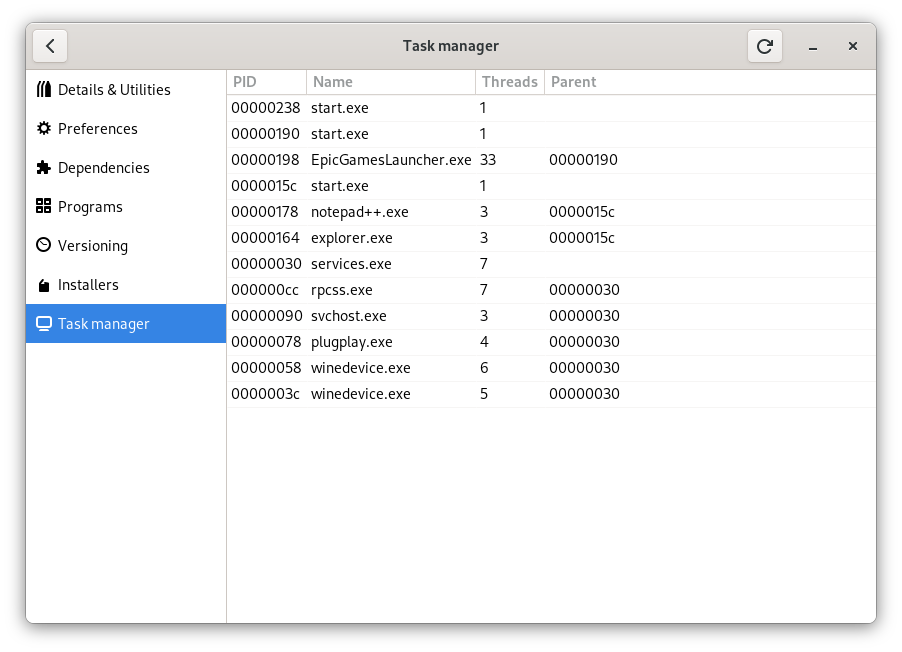 Task manager
Details & Utilities
Preferences
Dependencies
Programs
Versioning
Installers
Task manager
PID Name Threads Parent
00000238 start.exe 1
00000190 start.exe 1
00000198 EpicGamesLauncher.exe 33 00000190
0000015c start.exe 1
00000178 notepad++.exe 3 0000015c
00000164 explorer.exe 3 0000015c
00000030 services.exe 7
000000cc rpcss.exe 7 00000030
00000090 svchost.exe 3 00000030
00000078 plugplay.exe 4 00000030
00000058 winedevice.exe 6 00000030
0000003c winedevice.exe 5 00000030